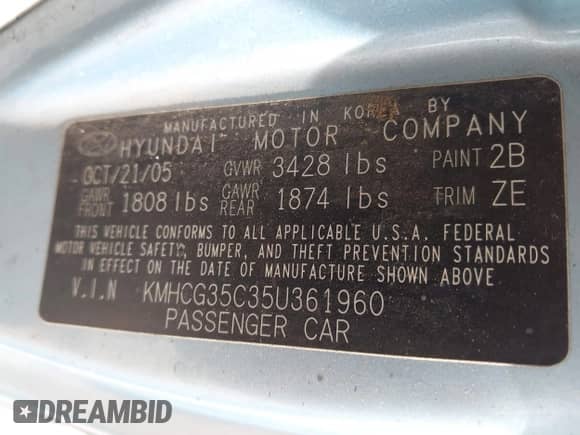 MANUFACTURED IN KOREA BY
HYUNDAI MOTOR COMPANY
OCT/21/05 GVWR 3428 lbs PAINT 2B
GAWR FRONT 1808 lbs GAWR REAR 1874 lbs TRIM ZE
THIS VEHICLE CONFORMS TO ALL APPLICABLE U.S.A. FEDERAL
MOTOR VEHICLE SAFETY, BUMPER, AND THEFT PREVENTION STANDARDS
IN EFFECT ON THE DATE OF MANUFACTURE SHOWN ABOVE
V.I.N KMHCG35C35U361960
PASSENGER CAR
DREAMBID